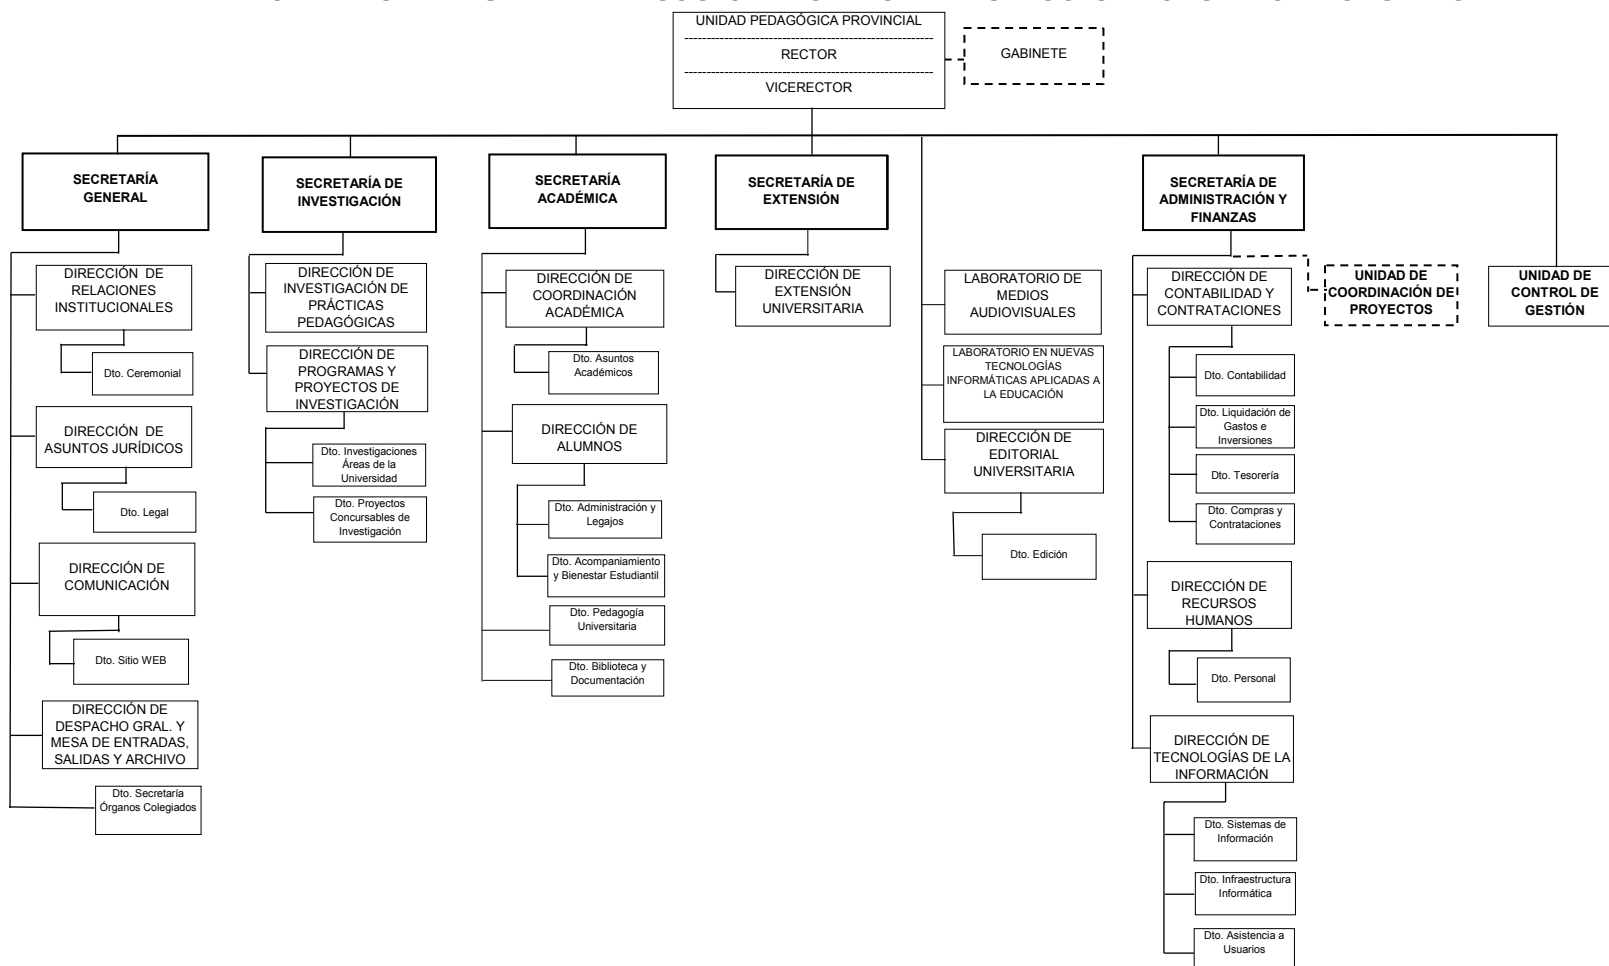 UNIDAD PEDAGÓGICA PROVINCIAL
RECTOR
VICERECTOR
GABINETE
SECRETARÍA
GENERAL
DIRECCIÓN DE
RELACIONES
INSTITUCIONALES
Dto. Ceremonial
DIRECCIÓN DE
ASUNTOS JURÍDICOS
Dto. Legal
DIRECCIÓN DE
COMUNICACIÓN
Dto. Sitio WEB
DIRECCIÓN DE
DESPACHO GRAL. Y
MESA DE ENTRADAS,
SALIDAS Y ARCHIVO
Dto. Secretaría
Órganos Colegiados
SECRETARÍA DE
INVESTIGACIÓN
DIRECCIÓN DE
INVESTIGACIÓN DE
PRÁCTICAS
PEDAGÓGICAS
DIRECCIÓN DE
PROGRAMAS Y
PROYECTOS DE
INVESTIGACIÓN
Dto. Investigaciones
Áreas de la
Universidad
Dto. Proyectos
Concursables de
Investigación
SECRETARÍA
ACADÉMICA
DIRECCIÓN DE
COORDINACIÓN
ACADÉMICA
Dto. Asuntos
Académicos
DIRECCIÓN DE
ALUMNOS
Dto. Administración y
Legajos
Dto. Acompaniamiento
y Bienestar Estudiantil
Dto. Pedagogía
Universitaria
Dto. Biblioteca y
Documentación
SECRETARÍA DE
EXTENSIÓN
DIRECCIÓN DE
EXTENSIÓN
UNIVERSITARIA
LABORATORIO DE
MEDIOS
AUDIOVISUALES
LABORATORIO EN NUEVAS
TECNOLOGÍAS
INFORMÁTICAS APLICADAS A
LA EDUCACIÓN
DIRECCIÓN DE
EDITORIAL
UNIVERSITARIA
Dto. Edición
SECRETARÍA DE
ADMINISTRACIÓN Y
FINANZAS
DIRECCIÓN DE
CONTABILIDAD Y
CONTRATACIONES
Dto. Contabilidad
Dto. Liquidación de
Gastos e
Inversiones
Dto. Tesorería
Dto. Compras y
Contrataciones
DIRECCIÓN DE
RECURSOS
HUMANOS
Dto. Personal
DIRECCIÓN DE
TECNOLOGÍAS DE LA
INFORMACIÓN
Dto. Sistemas de
Información
Dto. Infraestructura
Informática
Dto. Asistencia a
Usuarios
UNIDAD DE
COORDINACIÓN DE
PROYECTOS
UNIDAD DE
CONTROL DE
GESTIÓN